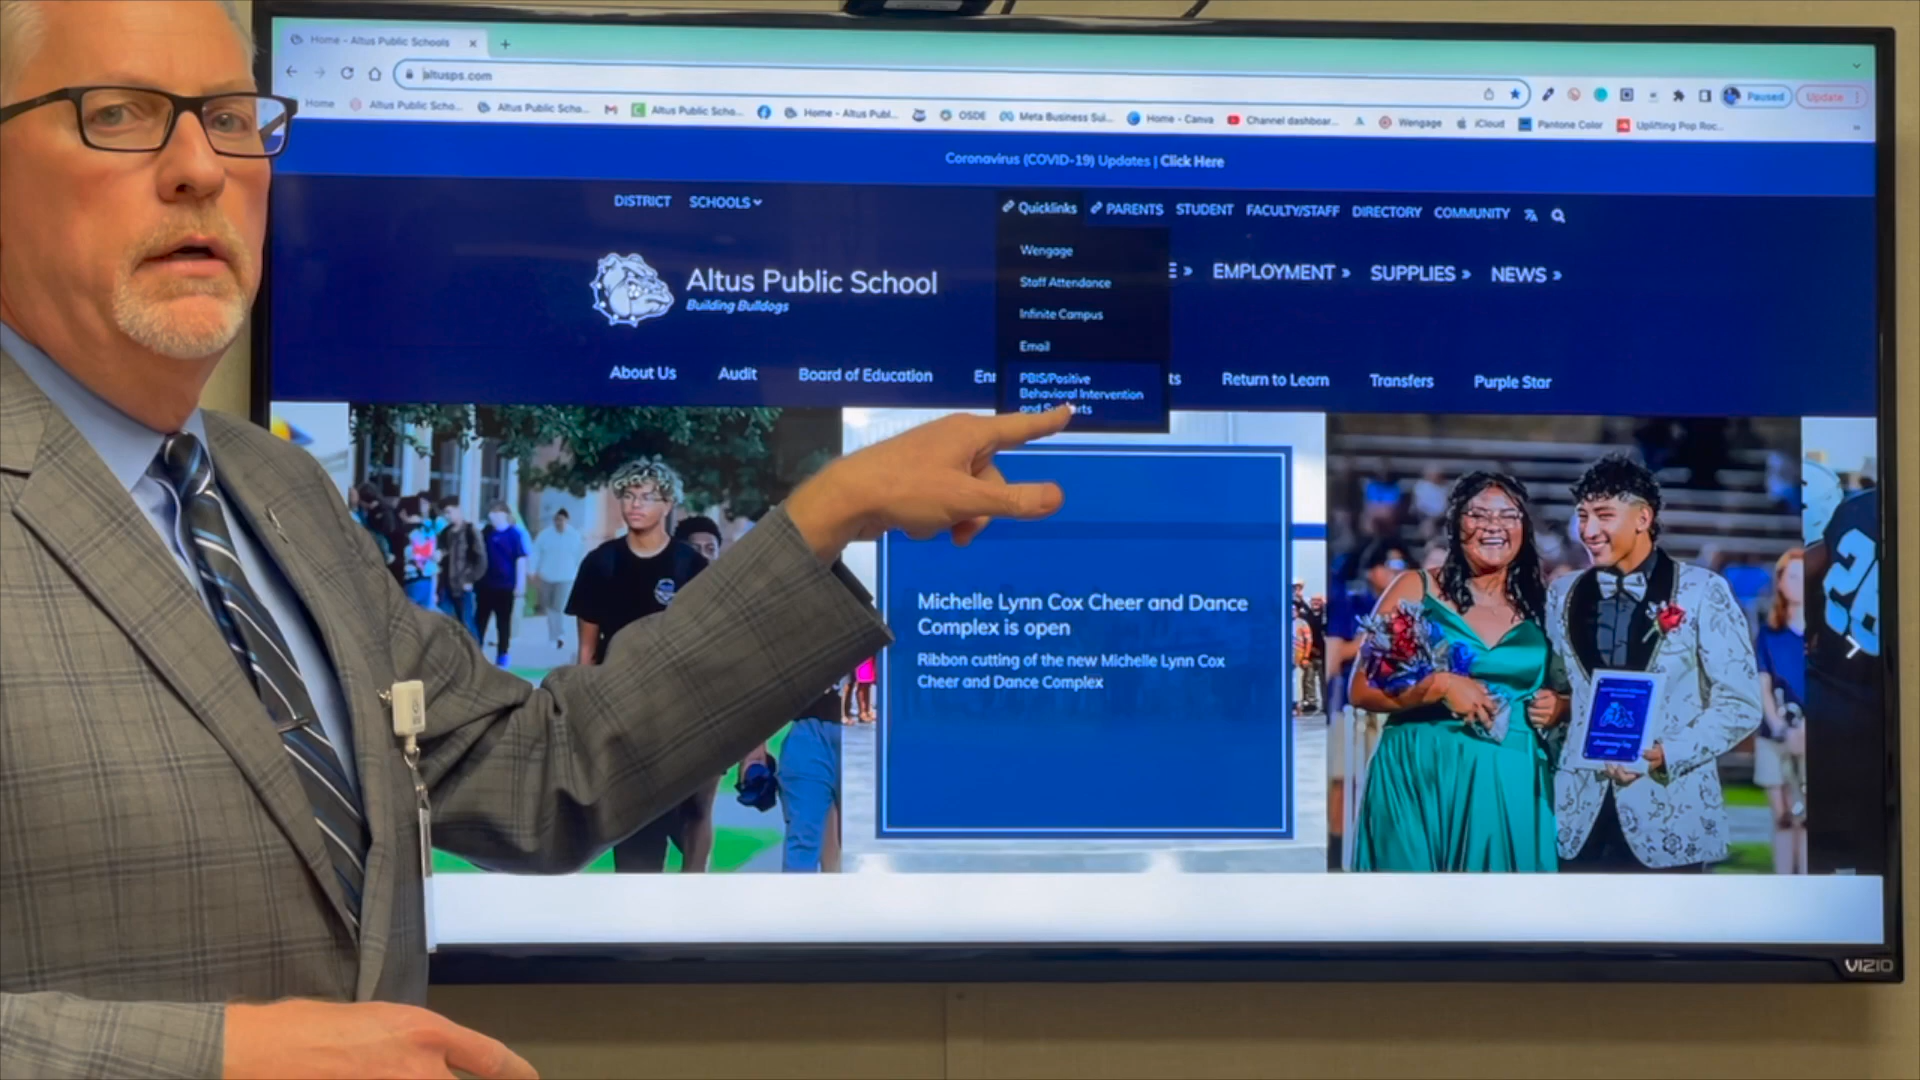 Home - Altus Public Schools
altusps.com
Paused
Update
Home
Altus Public Scho...
Altus Public Scho...
Altus Public Scho...
Home - Altus Publ...
OSDE
Meta Business Sui...
Home - Canva
Channel dashboar...
Wengage
iCloud
Pantone Color
Uplifting Pop Roc...
Coronavirus (COVID-19) Updates | Click Here
DISTRICT SCHOOLS
Quicklinks PARENTS STUDENT FACULTY/STAFF DIRECTORY COMMUNITY
Wengage
Staff Attendance
Infinite Campus
Email
PBIS/Positive
Behavioral Intervention
and Supports
Altus Public School
Building Bulldogs
E » EMPLOYMENT » SUPPLIES » NEWS »
About Us Audit Board of Education Enr ts Return to Learn Transfers Purple Star
Michelle Lynn Cox Cheer and Dance
Complex is open
Ribbon cutting of the new Michelle Lynn Cox
Cheer and Dance Complex
28
VIZIO